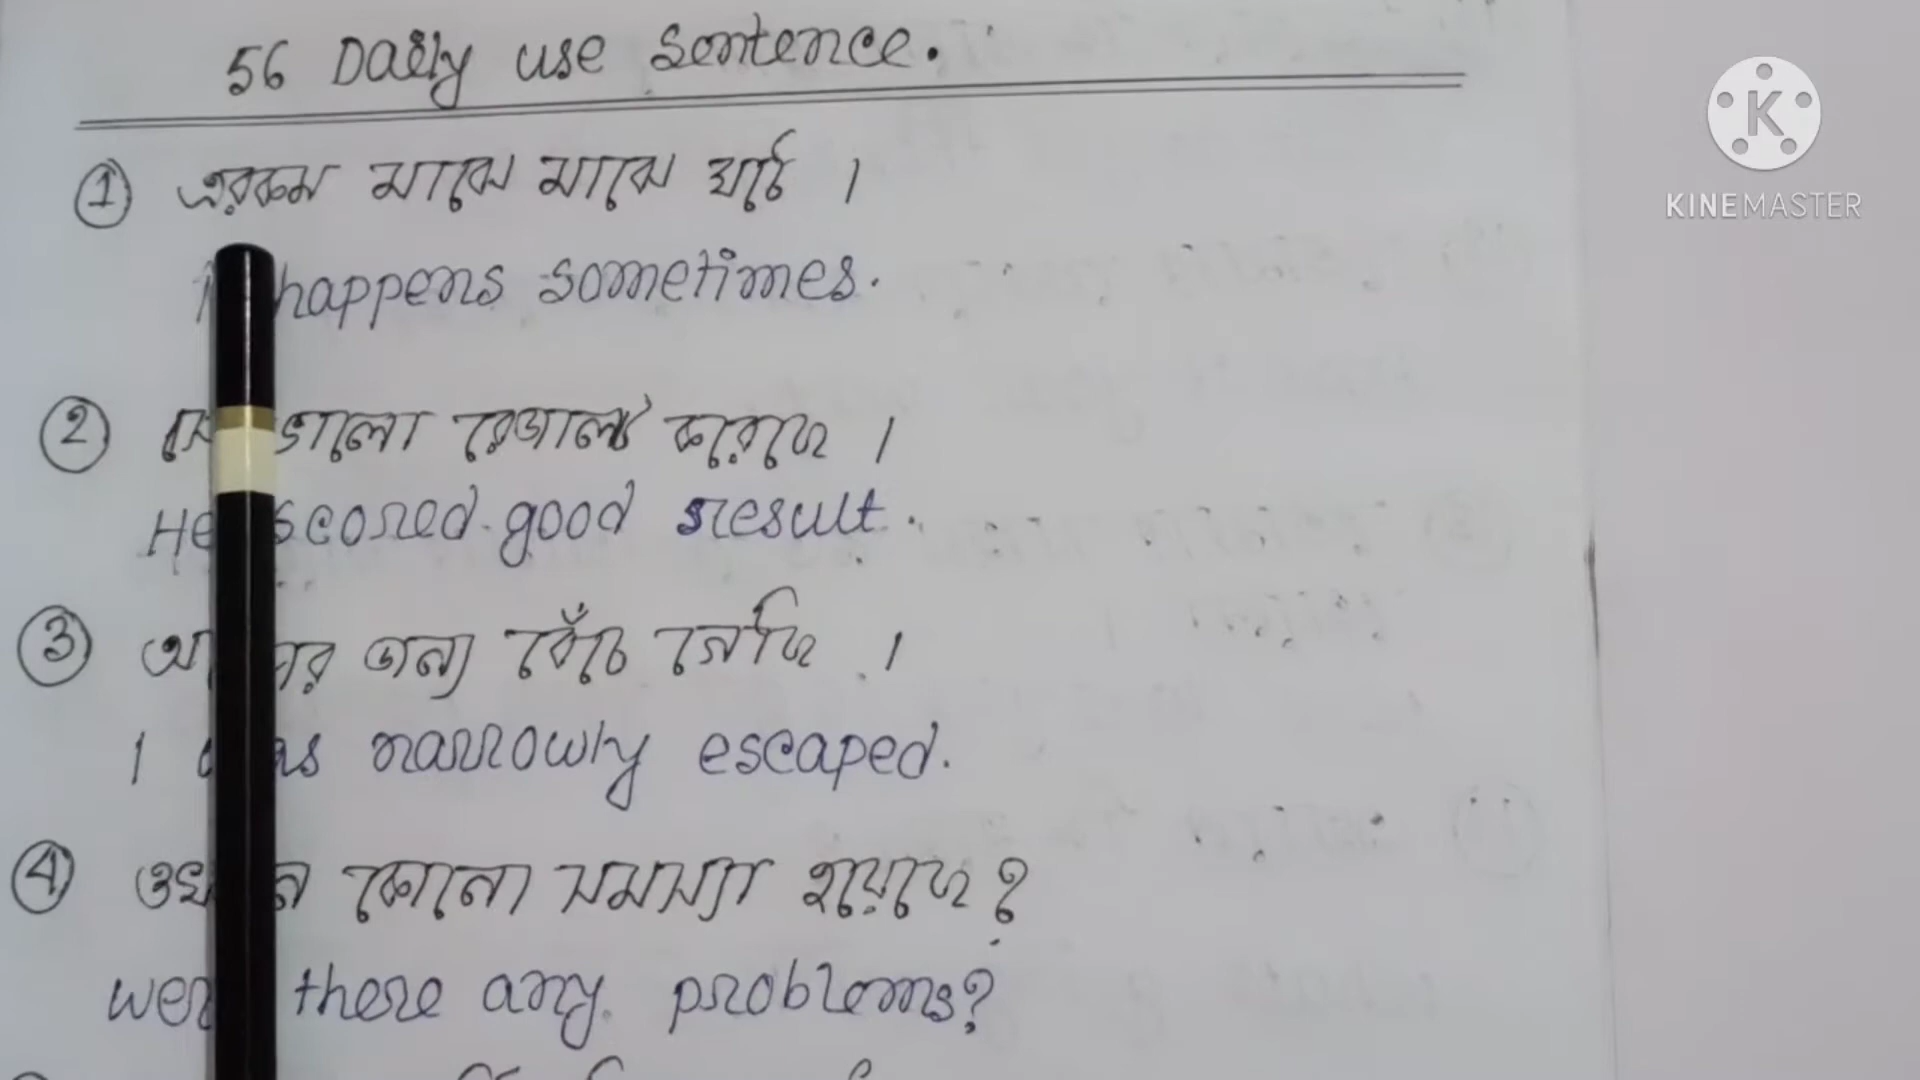 56 Daily use sentence.
① এরকম মাঝে মাঝে ঘটে ।
happens sometimes.
② ভালো রেজাল্ট করেছে ।
He scored good result.
③ জন্য বেঁচে গেছি ।
I narrowly escaped.
④ কোনো সমস্যা হয়েছে ?
there any problems?
KINEMASTER